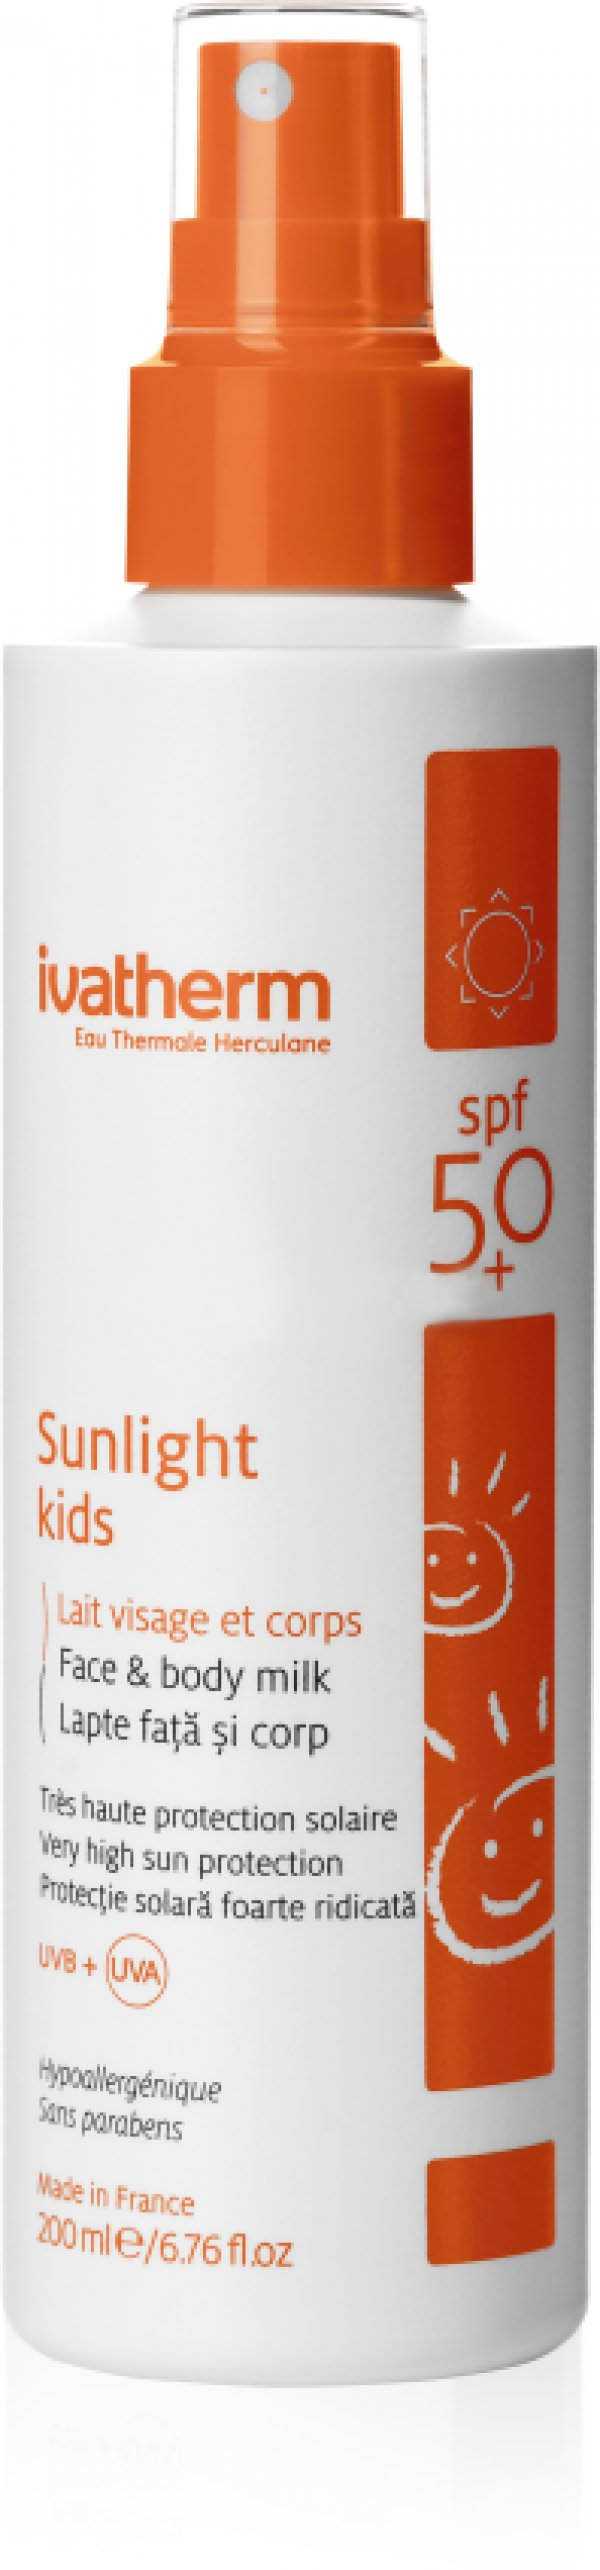 ivatherm
Eau Thermale Herculane
spf
50+
Sunlight
kids
Lait visage et corps
Face & body milk
Lapte față și corp
Très haute protection solaire
Very high sun protection
Protecție solară foarte ridicată
UVB + UVA
Hypoallergénique
Sans parabens
Made in France
200 ml e/6.76 fl.oz